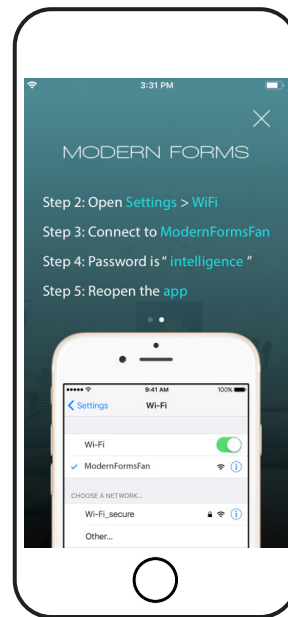 3:31 PM
MODERN FORMS
Step 2: Open Settings > WiFi
Step 3: Connect to ModernFormsFan
Step 4: Password is “ intelligence ”
Step 5: Reopen the app
9:41 AM 100%
Settings Wi-Fi
Wi-Fi
ModernFormsFan
CHOOSE A NETWORK...
Wi-Fi_secure
Other...